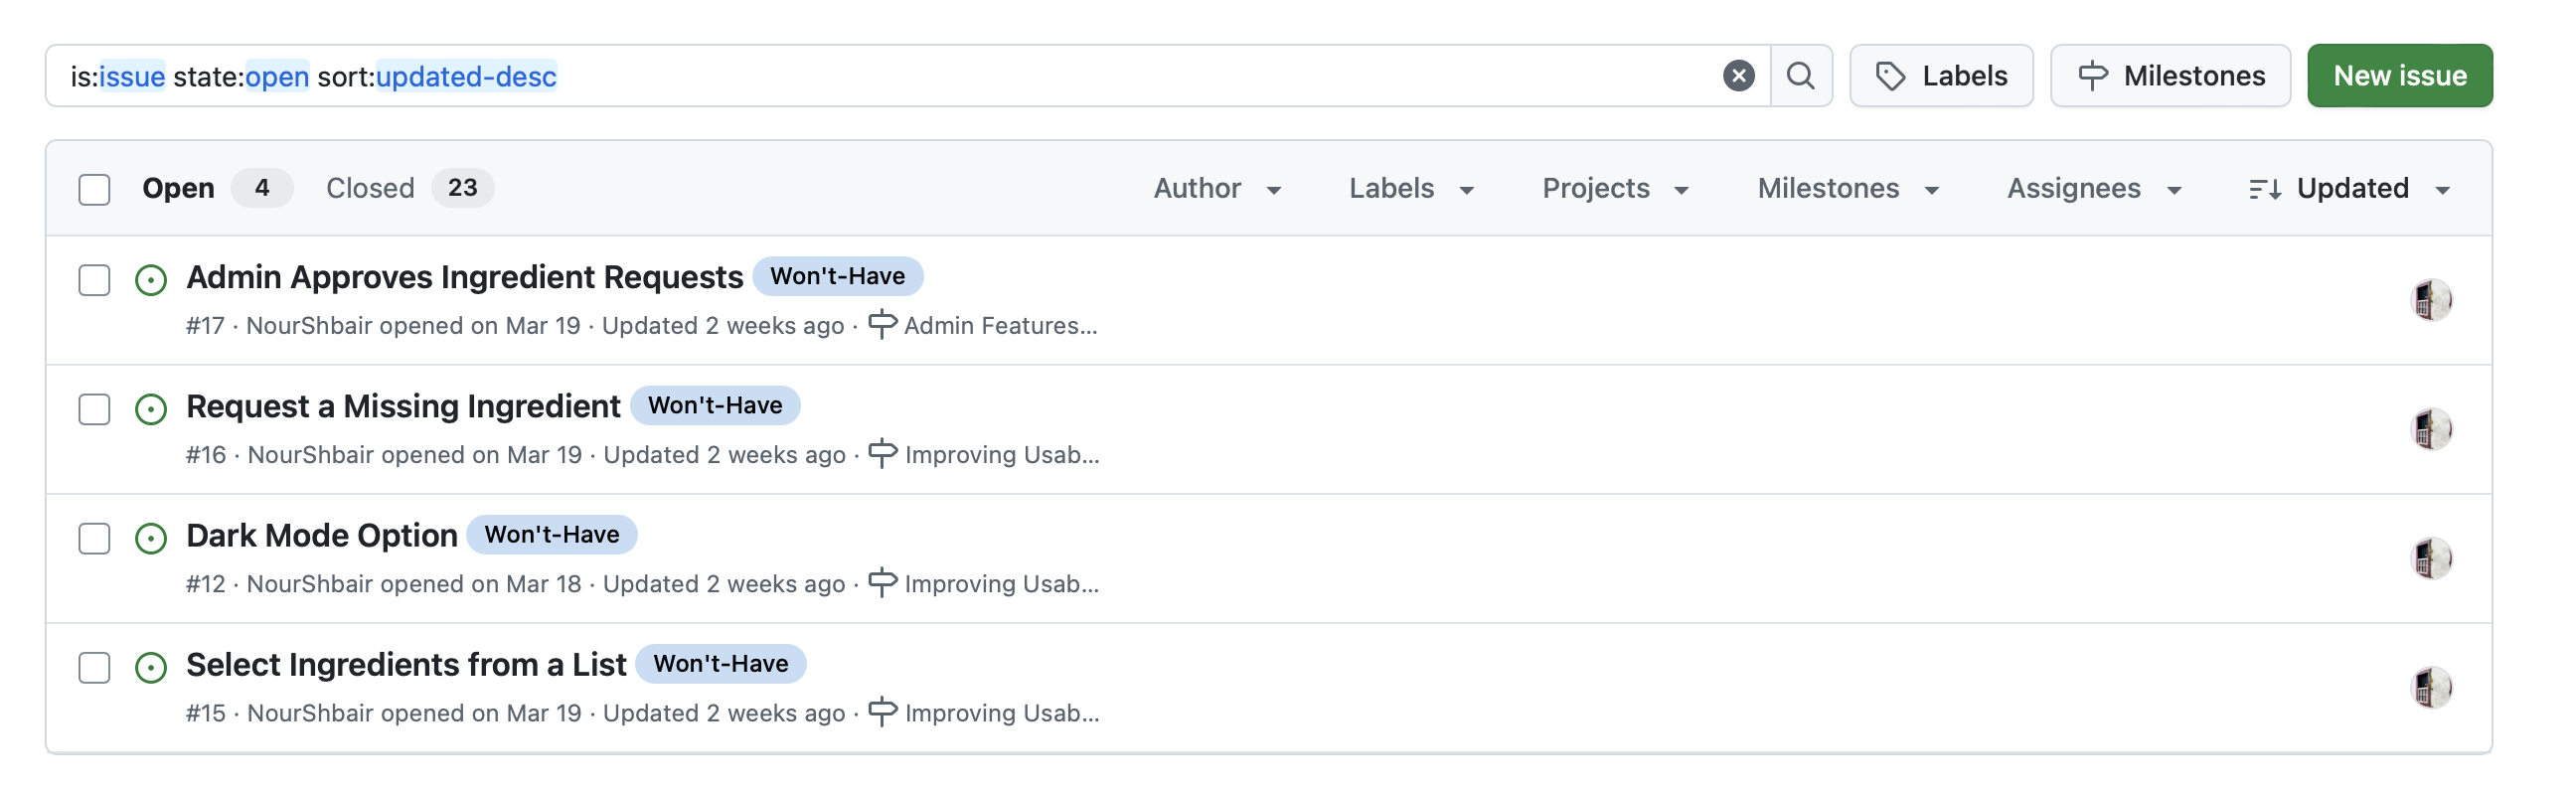 is:issue state:open sort:updated-desc
Labels
Milestones
New issue
Open 4 Closed 23 Author Labels Projects Milestones Assignees Updated
Admin Approves Ingredient Requests Won't-Have
#17 · NourShbair opened on Mar 19 · Updated 2 weeks ago · Admin Features...
Request a Missing Ingredient Won't-Have
#16 · NourShbair opened on Mar 19 · Updated 2 weeks ago · Improving Usab...
Dark Mode Option Won't-Have
#12 · NourShbair opened on Mar 18 · Updated 2 weeks ago · Improving Usab...
Select Ingredients from a List Won't-Have
#15 · NourShbair opened on Mar 19 · Updated 2 weeks ago · Improving Usab...